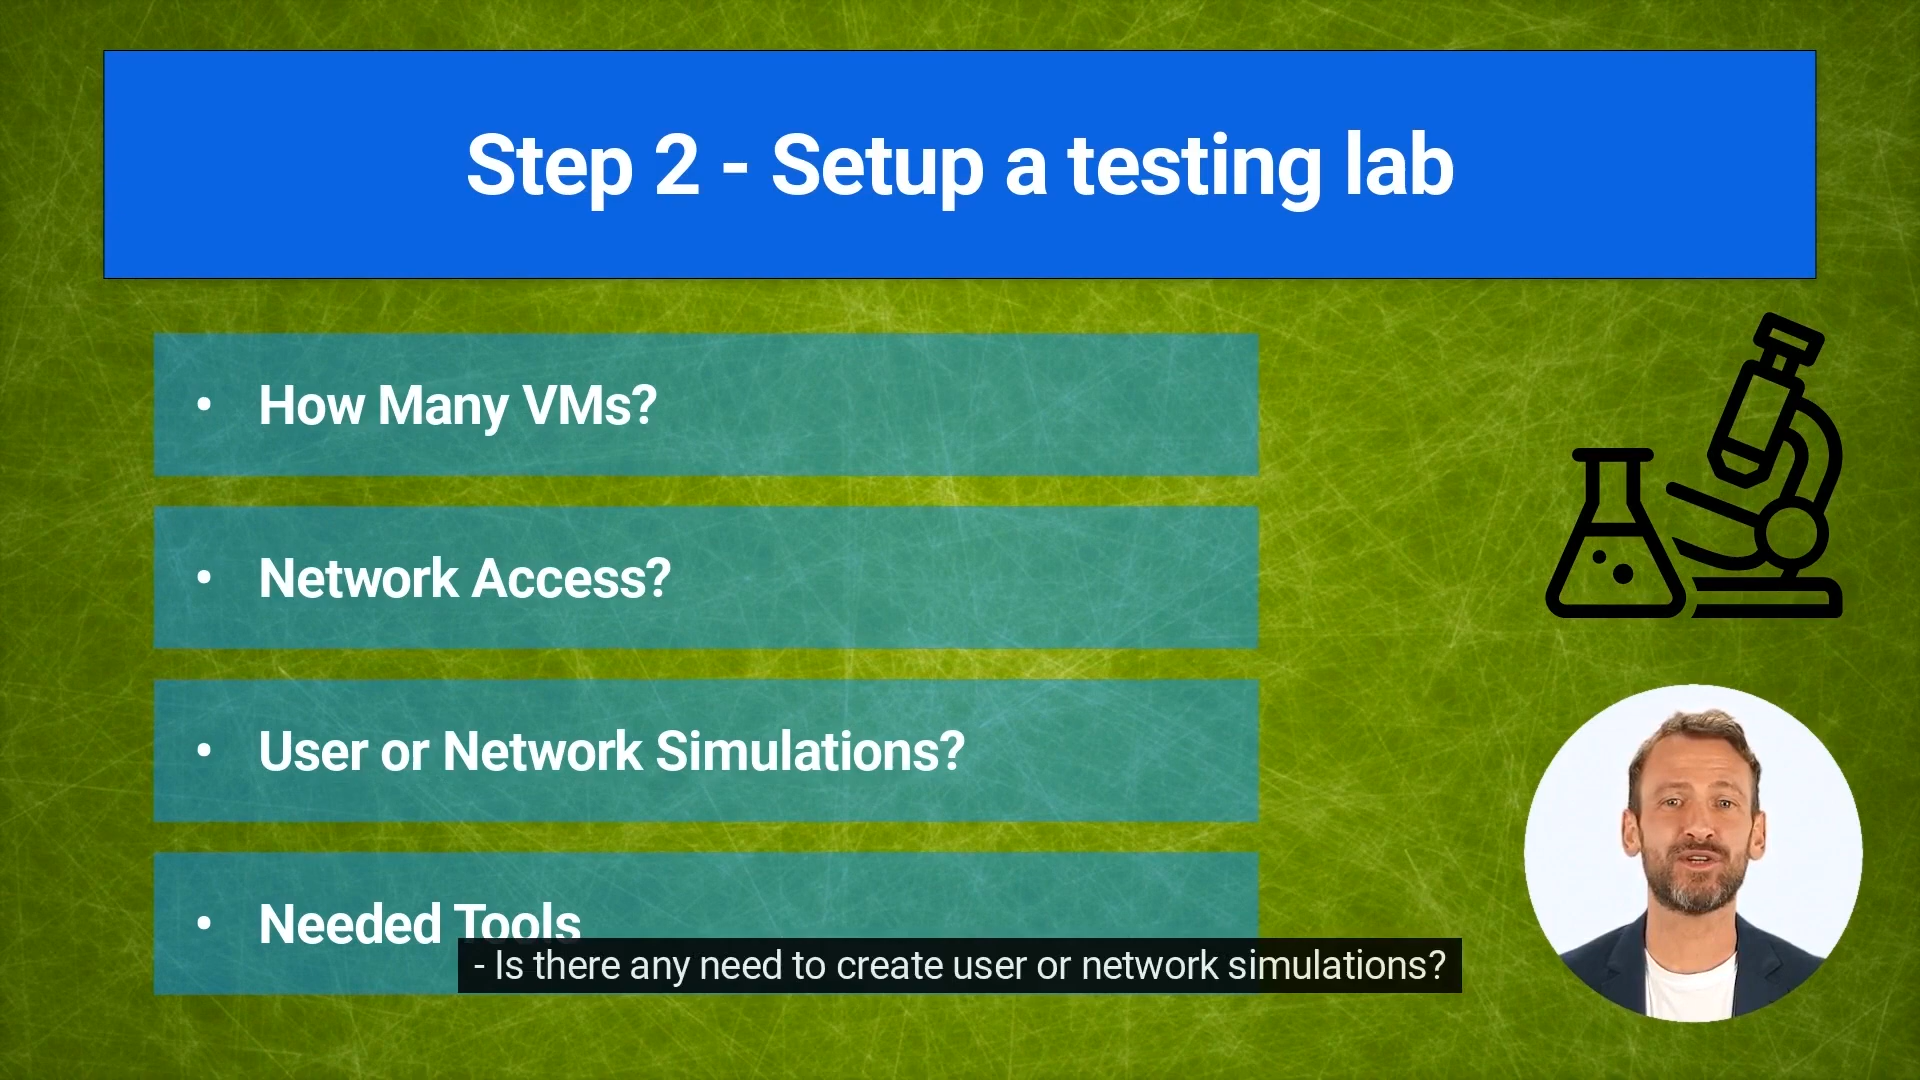 Step 2 - Setup a testing lab
• How Many VMs?
• Network Access?
• User or Network Simulations?
• Needed Tools
- Is there any need to create user or network simulations?